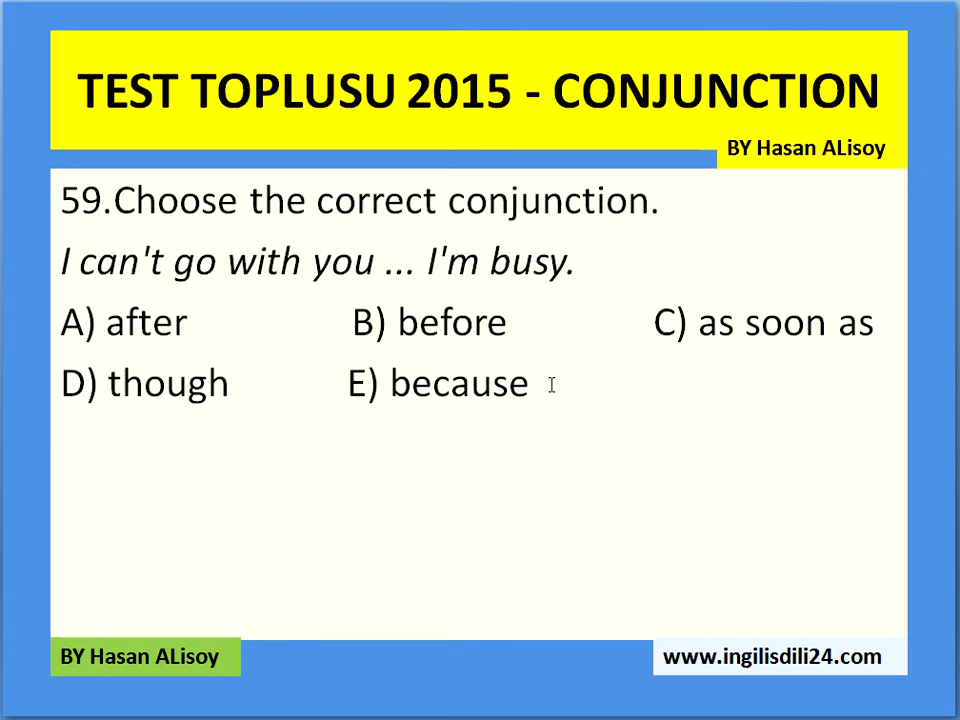 TEST TOPLUSU 2015 - CONJUNCTION
BY Hasan ALisoy
59.Choose the correct conjunction.
I can't go with you ... I'm busy.
A) after B) before C) as soon as
D) though E) because
BY Hasan ALisoy www.ingilisdili24.com